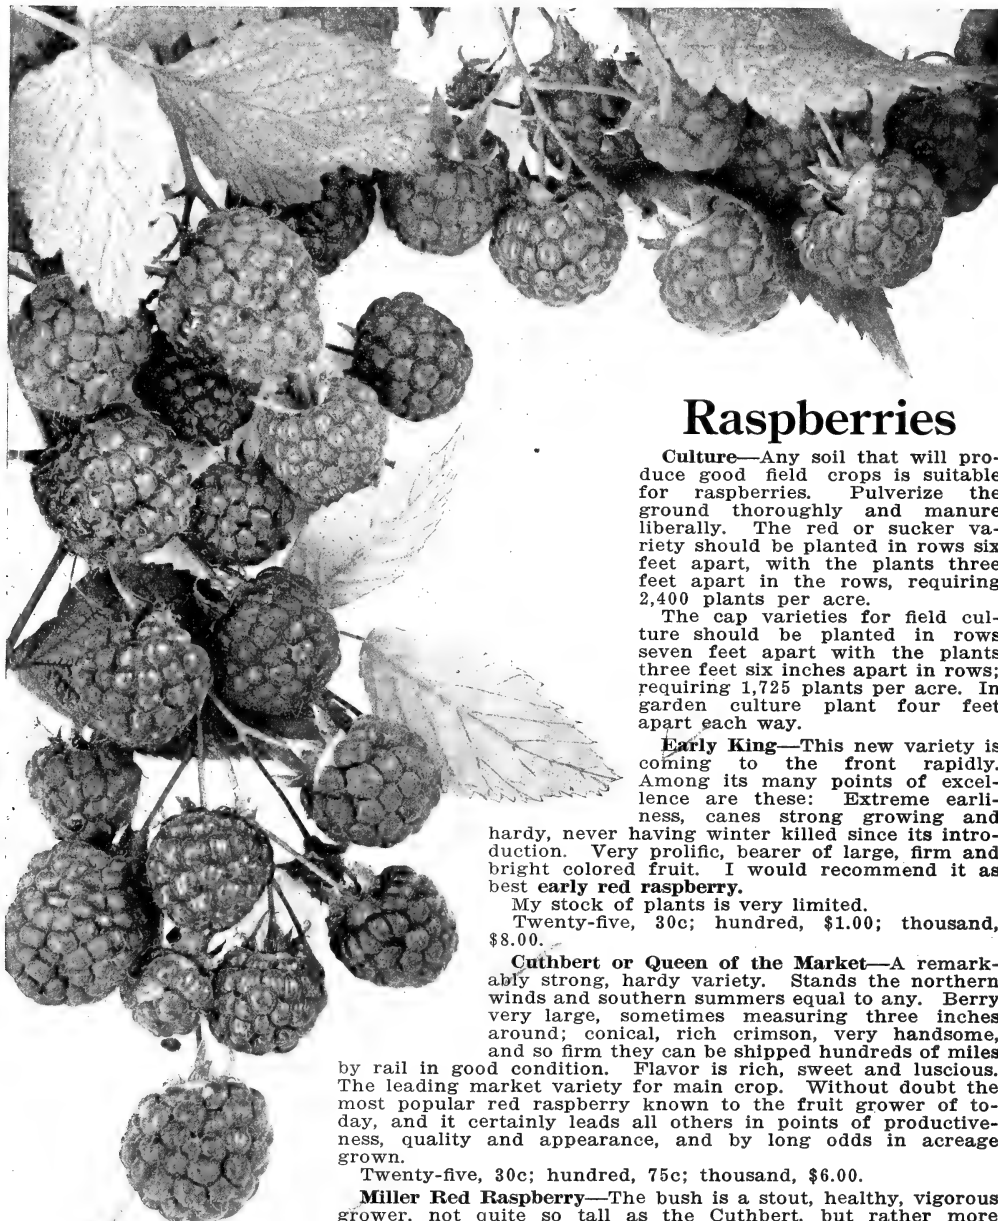 Raspberries
Culture—Any soil that will pro-
duce good field crops is suitable
for raspberries. Pulverize the
ground thoroughly and manure
liberally. The red or sucker va-
riety should be planted in rows six
feet apart, with the plants three
feet apart in the rows, requiring
2,400 plants per acre.
The cap varieties for field cul-
ture should be planted in rows
seven feet apart with the plants
three feet six inches apart in rows;
requiring 1,725 plants per acre. In
garden culture plant four feet
apart each way.
Early King—This new variety is
coming to the front rapidly.
Among its many points of excel-
lence are these: Extreme earli-
ness, canes strong growing and
hardy, never having winter killed since its intro-
duction. Very prolific, bearer of large, firm and
bright colored fruit. I would recommend it as
best early red raspberry.
My stock of plants is very limited.
Twenty-five, 30c; hundred, $1.00; thousand,
$8.00.
Cuthbert or Queen of the Market—A remark-
ably strong, hardy variety. Stands the northern
winds and southern summers equal to any. Berry
very large, sometimes measuring three inches
around; conical, rich crimson, very handsome,
and so firm they can be shipped hundreds of miles
by rail in good condition. Flavor is rich, sweet and luscious.
The leading market variety for main crop. Without doubt the
most popular red raspberry known to the fruit grower of to-
day, and it certainly leads all others in points of productive-
ness, quality and appearance, and by long odds in acreage
grown.
Twenty-five, 30c; hundred, 75c; thousand, $6.00.
Miller Red Raspberry—The bush is a stout, healthy, vigorous
grower, not quite so tall as the Cuthbert, but rather more